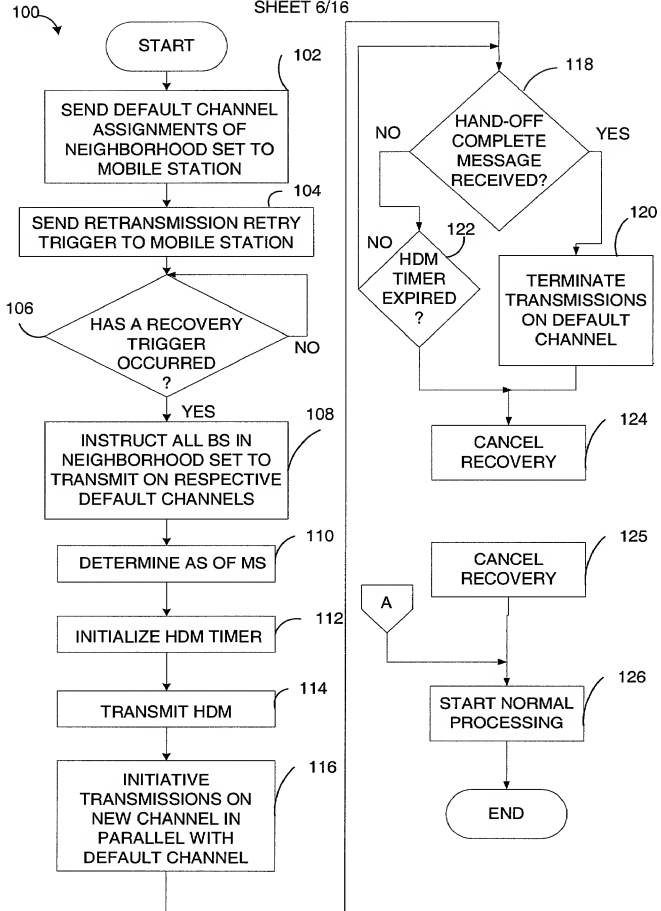 SHEET 6/16
100
START
102
SEND DEFAULT CHANNEL
ASSIGNMENTS OF
NEIGHBORHOOD SET TO
MOBILE STATION
104
SEND RETRANSMISSION RETRY
TRIGGER TO MOBILE STATION
106
HAS A RECOVERY
TRIGGER
OCCURRED
?
NO
YES
108
INSTRUCT ALL BS IN
NEIGHBORHOOD SET TO
TRANSMIT ON RESPECTIVE
DEFAULT CHANNELS
110
DETERMINE AS OF MS
112
INITIALIZE HDM TIMER
114
TRANSMIT HDM
116
INITIATIVE
TRANSMISSIONS ON
NEW CHANNEL IN
PARALLEL WITH
DEFAULT CHANNEL
118
HAND-OFF
COMPLETE
MESSAGE
RECEIVED?
NO
YES
122
NO
HDM
TIMER
EXPIRED
?
120
TERMINATE
TRANSMISSIONS
ON DEFAULT
CHANNEL
124
CANCEL
RECOVERY
125
CANCEL
RECOVERY
A
126
START NORMAL
PROCESSING
END